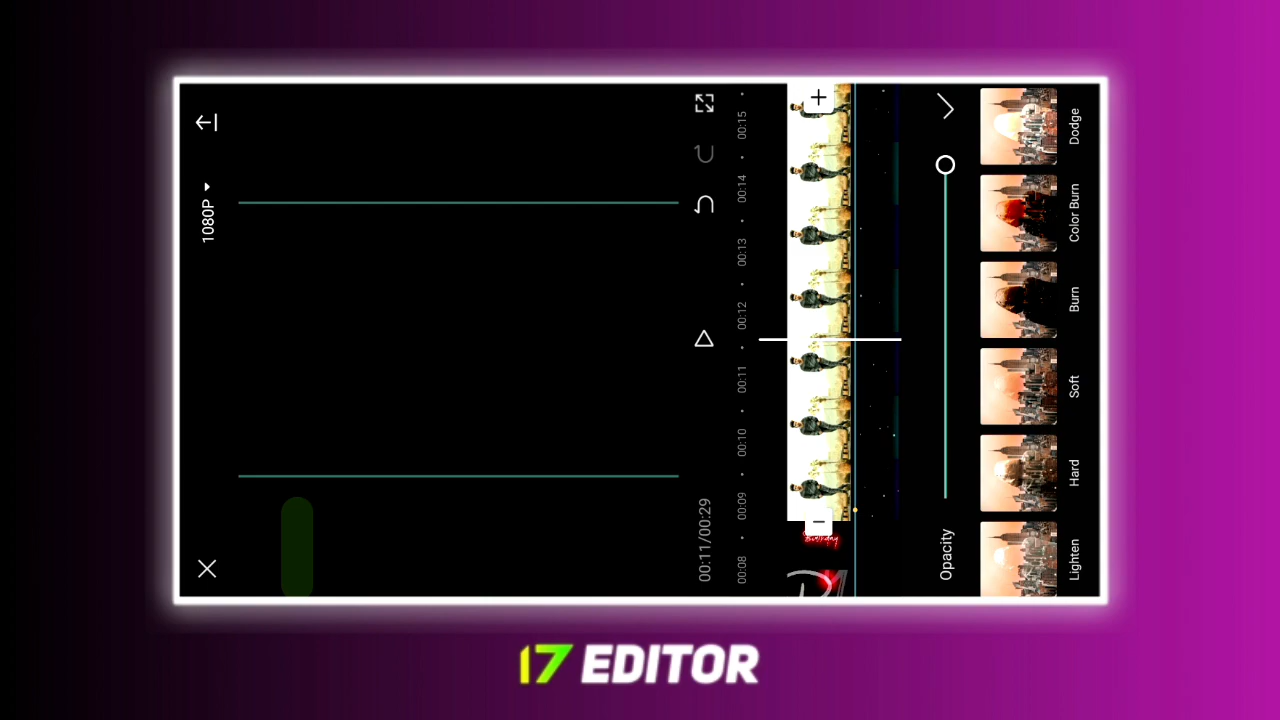 1080P
00:11/00:29
00:08
00:09
00:10
00:11
00:12
00:13
00:14
00:15
Birthday
Opacity
Lighten
Hard
Soft
Burn
Color Burn
Dodge
17 EDITOR